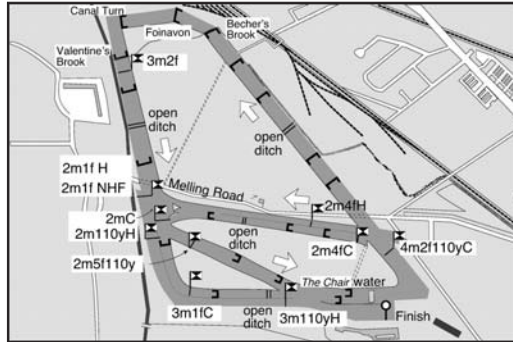 Canal Turn
Foinavon
Becher's
Brook
Valentine's
Brook
3m2f
open
ditch
open
ditch
2m1f H
2m1f NHF
Melling Road
2mC
2m110yH
2m4fH
open
ditch
2m4fC
4m2f110yC
2m5f110y
The Chair water
3m1fC
open
ditch
3m110yH
Finish